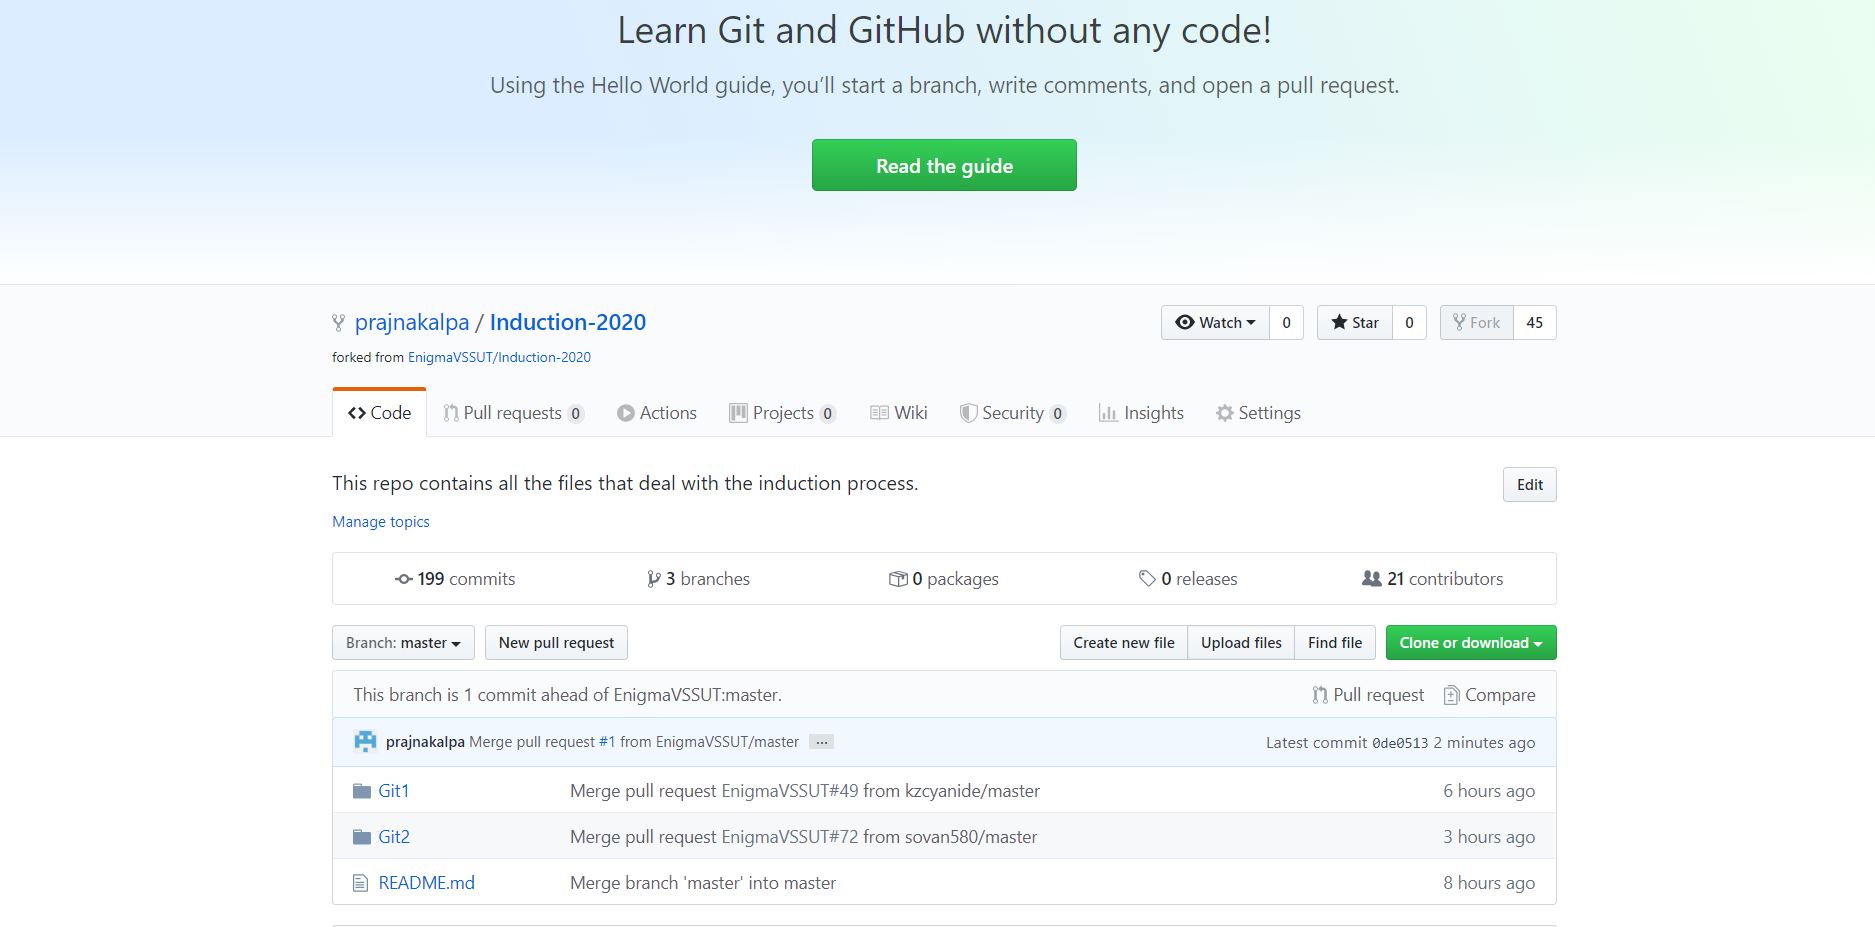 Learn Git and GitHub without any code!
Using the Hello World guide, you’ll start a branch, write comments, and open a pull request.
Read the guide
prajnakalpa / Induction-2020
Watch 0 Star 0 Fork 45
forked from EnigmaVSSUT/Induction-2020
Code Pull requests 0 Actions Projects 0 Wiki Security 0 Insights Settings
This repo contains all the files that deal with the induction process.
Edit
Manage topics
199 commits 3 branches 0 packages 0 releases 21 contributors
Branch: master New pull request Create new file Upload files Find file Clone or download
This branch is 1 commit ahead of EnigmaVSSUT:master. Pull request Compare
prajnakalpa Merge pull request #1 from EnigmaVSSUT/master ... Latest commit 0de0513 2 minutes ago
Git1 Merge pull request EnigmaVSSUT#49 from kzcyanide/master 6 hours ago
Git2 Merge pull request EnigmaVSSUT#72 from sovan580/master 3 hours ago
README.md Merge branch 'master' into master 8 hours ago